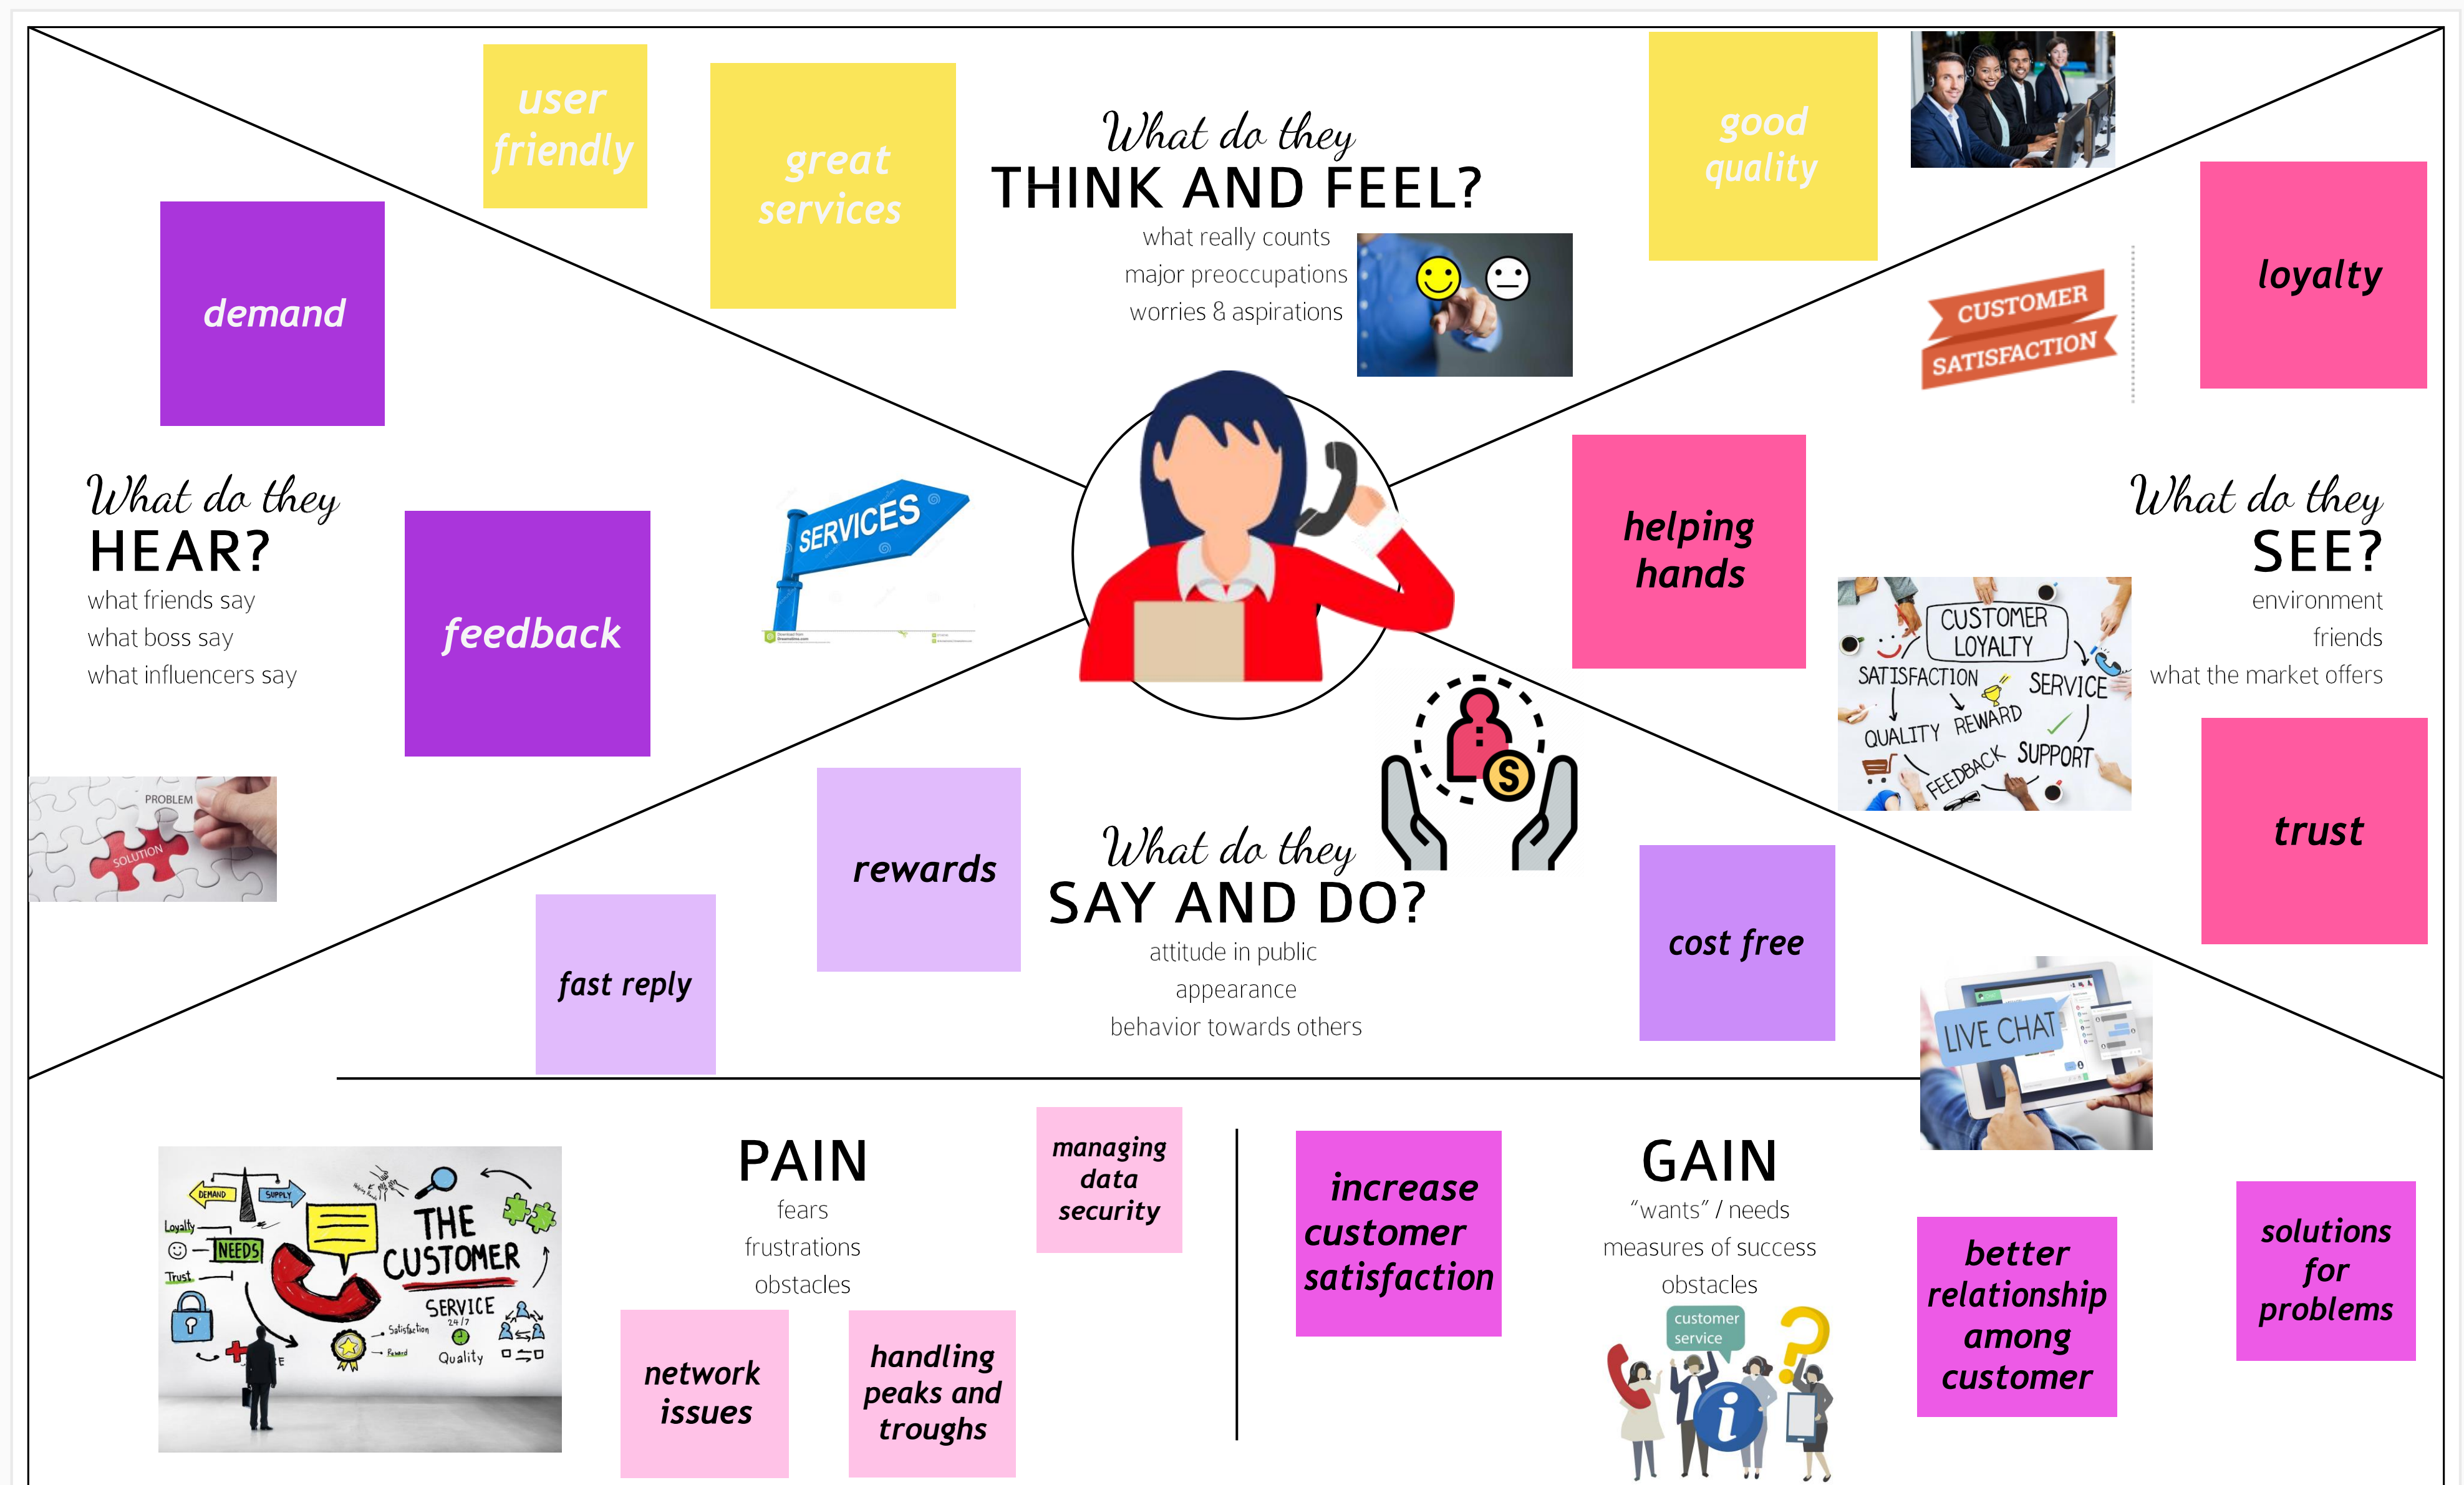 user
friendly
great
services
What do they
THINK AND FEEL?
what really counts
major preoccupations
worries & aspirations
good
quality
demand
What do they
HEAR?
what friends say
what boss say
what influencers say
feedback
SERVICES
PROBLEM
SOLUTION
loyalty
CUSTOMER
SATISFACTION
helping
hands
What do they
SEE?
environment
friends
what the market offers
CUSTOMER
LOYALTY
SATISFACTION
SERVICE
REWARD
QUALITY
SUPPORT
FEEDBACK
trust
rewards
fast reply
What do they
SAY AND DO?
attitude in public
appearance
behavior towards others
cost free
LIVE CHAT
DEMAND
SUPPLY
Loyalty
NEEDS
Trust
THE
CUSTOMER
SERVICE
24/7
Satisfaction
Reward
Quality
PAIN
fears
frustrations
obstacles
managing
data
security
network
issues
handling
peaks and
troughs
increase
customer
satisfaction
GAIN
“wants” / needs
measures of success
obstacles
customer
service
better
relationship
among
customer
solutions
for
problems